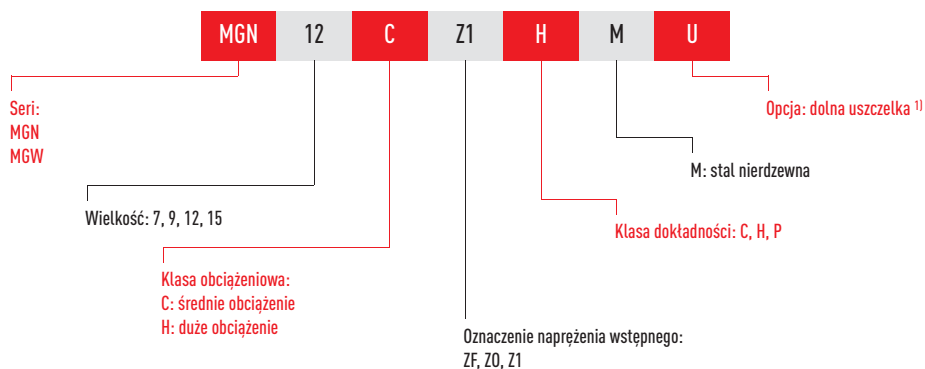 MGN 12 C Z1 H M U
Seri:
MGN
MGW
Opcja: dolna uszczelka 1)
M: stal nierdzewna
Wielkość: 7, 9, 12, 15
Klasa dokładności: C, H, P
Klasa obciążeniowa:
C: średnie obciążenie
H: duże obciążenie
Oznaczenie naprężenia wstępnego:
ZF, Z0, Z1